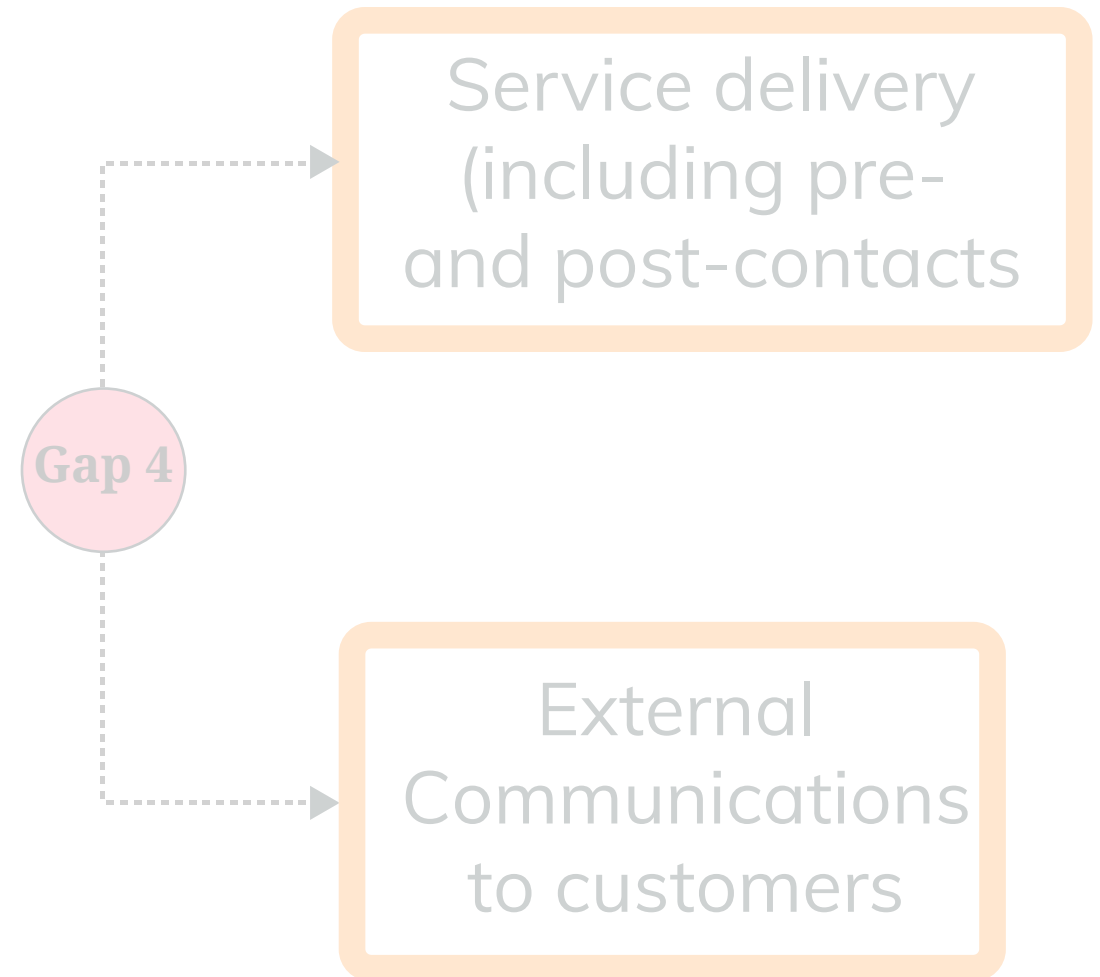 Service delivery
(including pre-
and post-contacts
Gap 4
External
Communications
to customers